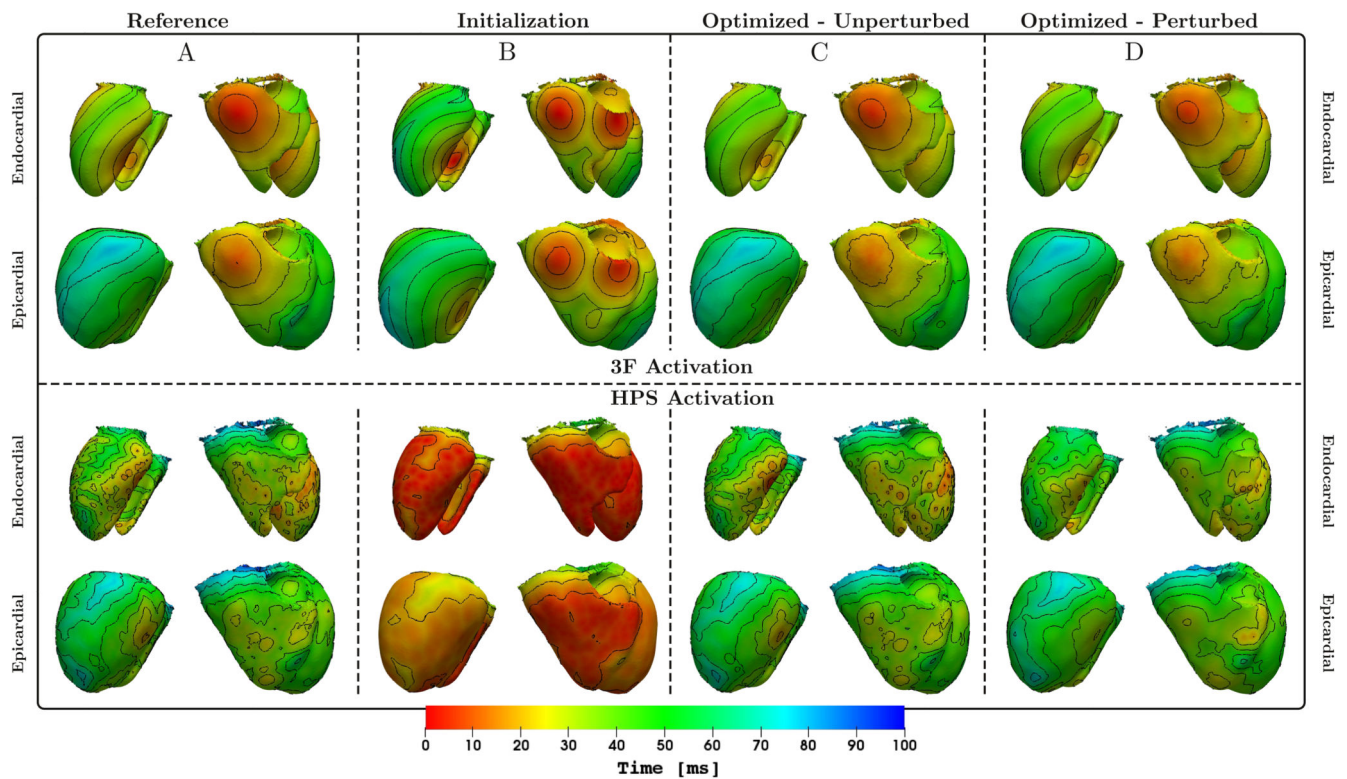 Reference Initialization Optimized - Unperturbed Optimized - Perturbed
A B C D
Endocardial Endocardial
Epicardial Epicardial
3F Activation
HPS Activation
Endocardial Endocardial
Epicardial Epicardial
0 10 20 30 40 50 60 70 80 90 100
Time [ms]